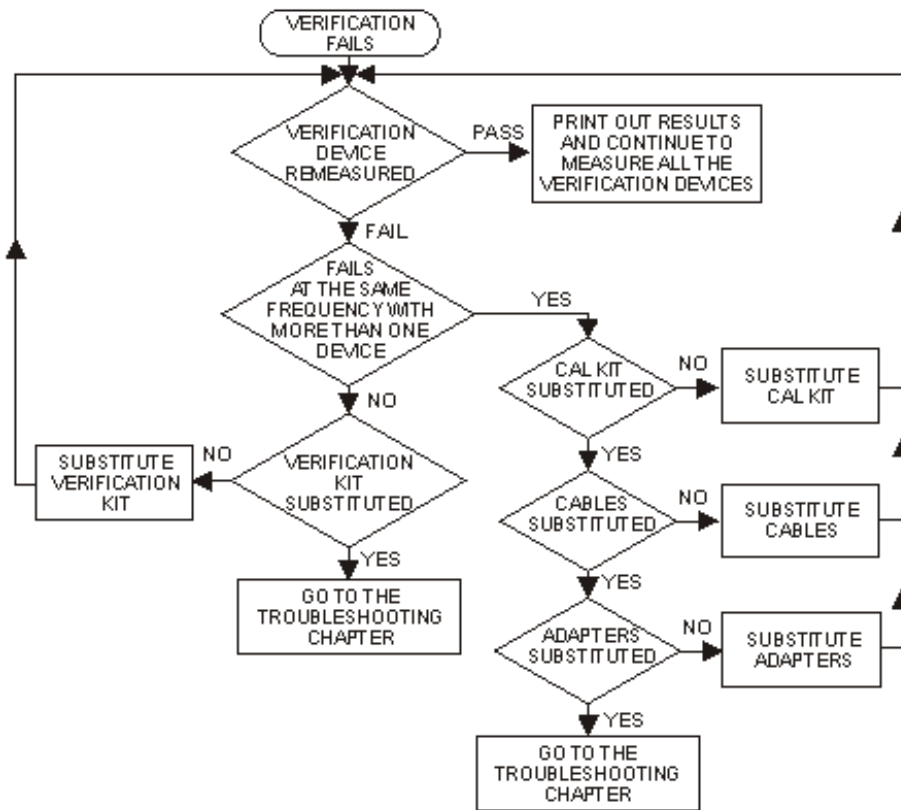 VERIFICATION
FAILS
VERIFICATION
DEVICE
REMEASURED
PASS
PRINT OUT RESULTS
AND CONTINUE TO
MEASURE ALL THE
VERIFICATION DEVICES
FAIL
FAILS
AT THE SAME
FREQUENCY WITH
MORE THAN ONE
DEVICE
YES
CAL KIT
SUBSTITUTED
NO
SUBSTITUTE
CAL KIT
NO
VERIFICATION
KIT
SUBSTITUTED
NO
SUBSTITUTE
VERIFICATION
KIT
YES
GO TO THE
TROUBLESHOOTING
CHAPTER
YES
CABLES
SUBSTITUTED
NO
SUBSTITUTE
CABLES
YES
ADAPTERS
SUBSTITUTED
NO
SUBSTITUTE
ADAPTERS
YES
GO TO THE
TROUBLESHOOTING
CHAPTER